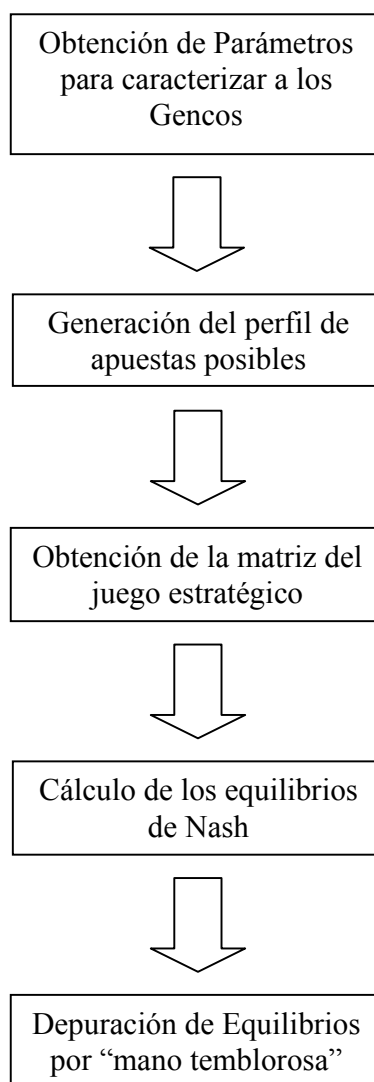 Obtención de Parámetros
para caracterizar a los
Gencos
Generación del perfil de
apuestas posibles
Obtención de la matriz del
juego estratégico
Cálculo de los equilibrios
de Nash
Depuración de Equilibrios
por “mano temblorosa”